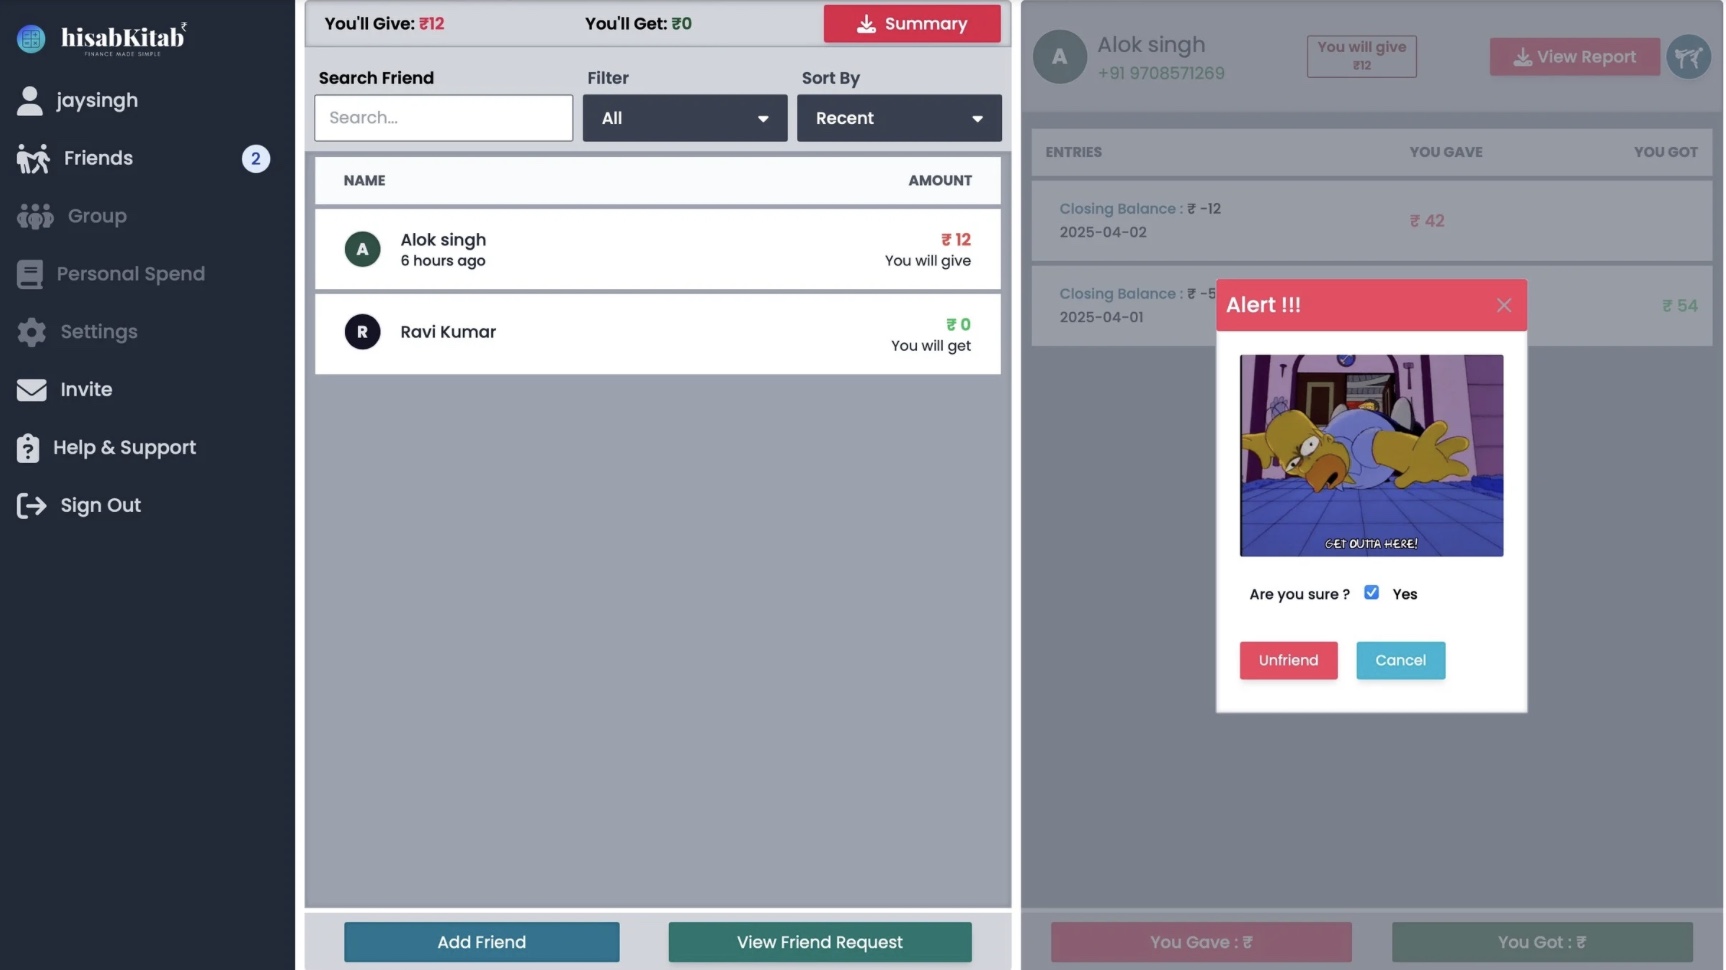 hisabKitab₹
FINANCE MADE SIMPLE
jaysingh
Friends 2
Group
Personal Spend
Settings
Invite
Help & Support
Sign Out
You'll Give: ₹12 You'll Get: ₹0 Summary
Search Friend Filter Sort By
Search... All Recent
NAME AMOUNT
A Alok singh ₹ 12
6 hours ago You will give
R Ravi Kumar ₹ 0
You will get
Add Friend View Friend Request
A Alok singh You will give View Report
+91 9708571269 ₹12
ENTRIES YOU GAVE YOU GOT
Closing Balance : ₹ -12 ₹ 42
2025-04-02
Closing Balance : ₹ -5 ₹ 54
2025-04-01
Alert !!!
GET OUTTA HERE!
Are you sure ? Yes
Unfriend Cancel
You Gave : ₹ You Got : ₹